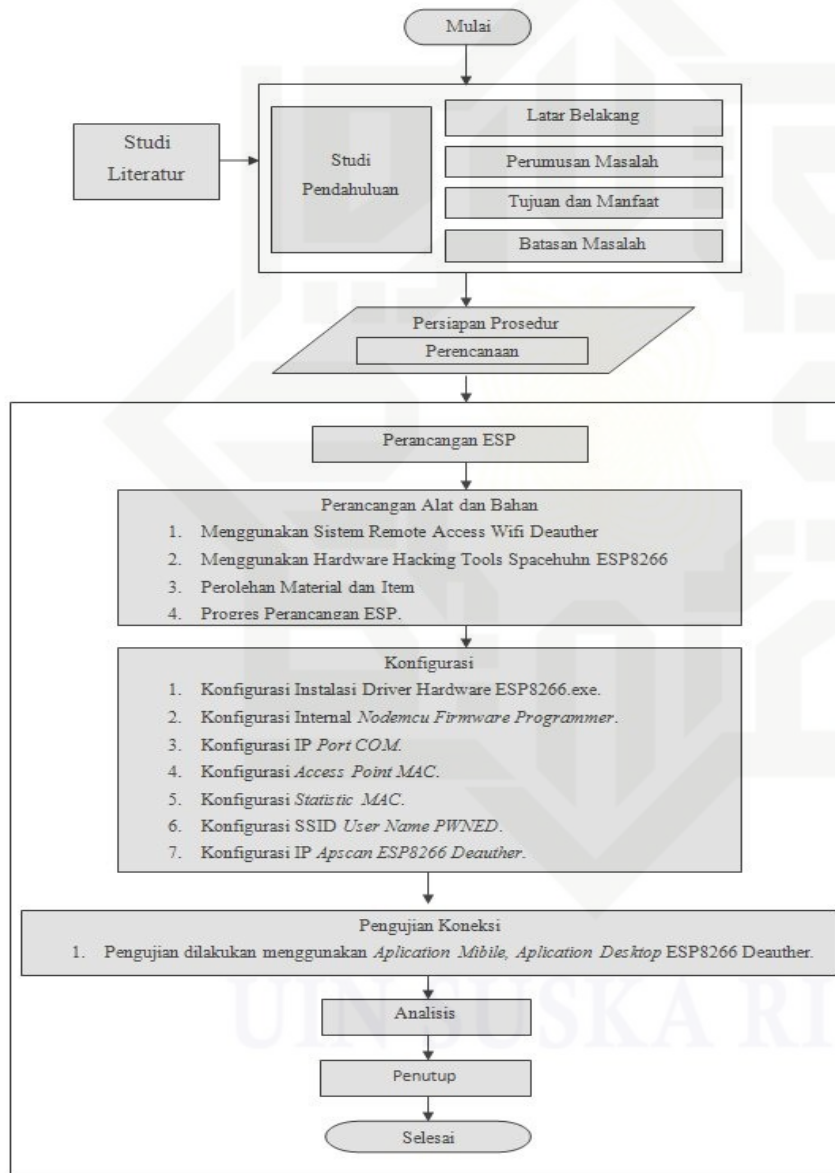 Mulai
Studi
Literatur
Studi
Pendahuluan
Latar Belakang
Perumusan Masalah
Tujuan dan Manfaat
Batasan Masalah
Persiapan Prosedur
Perencanaan
Perancangan ESP
Perancangan Alat dan Bahan
1. Menggunakan Sistem Remote Access Wifi Deauther
2. Menggunakan Hardware Hacking Tools Spacehuhn ESP8266
3. Perolehan Material dan Item
4. Progres Perancangan ESP.
Konfigurasi
1. Konfigurasi Instalasi Driver Hardware ESP8266.exe.
2. Konfigurasi Internal Nodemcu Firmware Programmer.
3. Konfigurasi IP Port COM.
4. Konfigurasi Access Point MAC.
5. Konfigurasi Statistic MAC.
6. Konfigurasi SSID User Name PWNED.
7. Konfigurasi IP Apscan ESP8266 Deauther.
Pengujian Koneksi
1. Pengujian dilakukan menggunakan Aplication Mibile, Aplication Desktop ESP8266 Deauther.
UIN SUSKA RI
Analisis
Penutup
Selesai